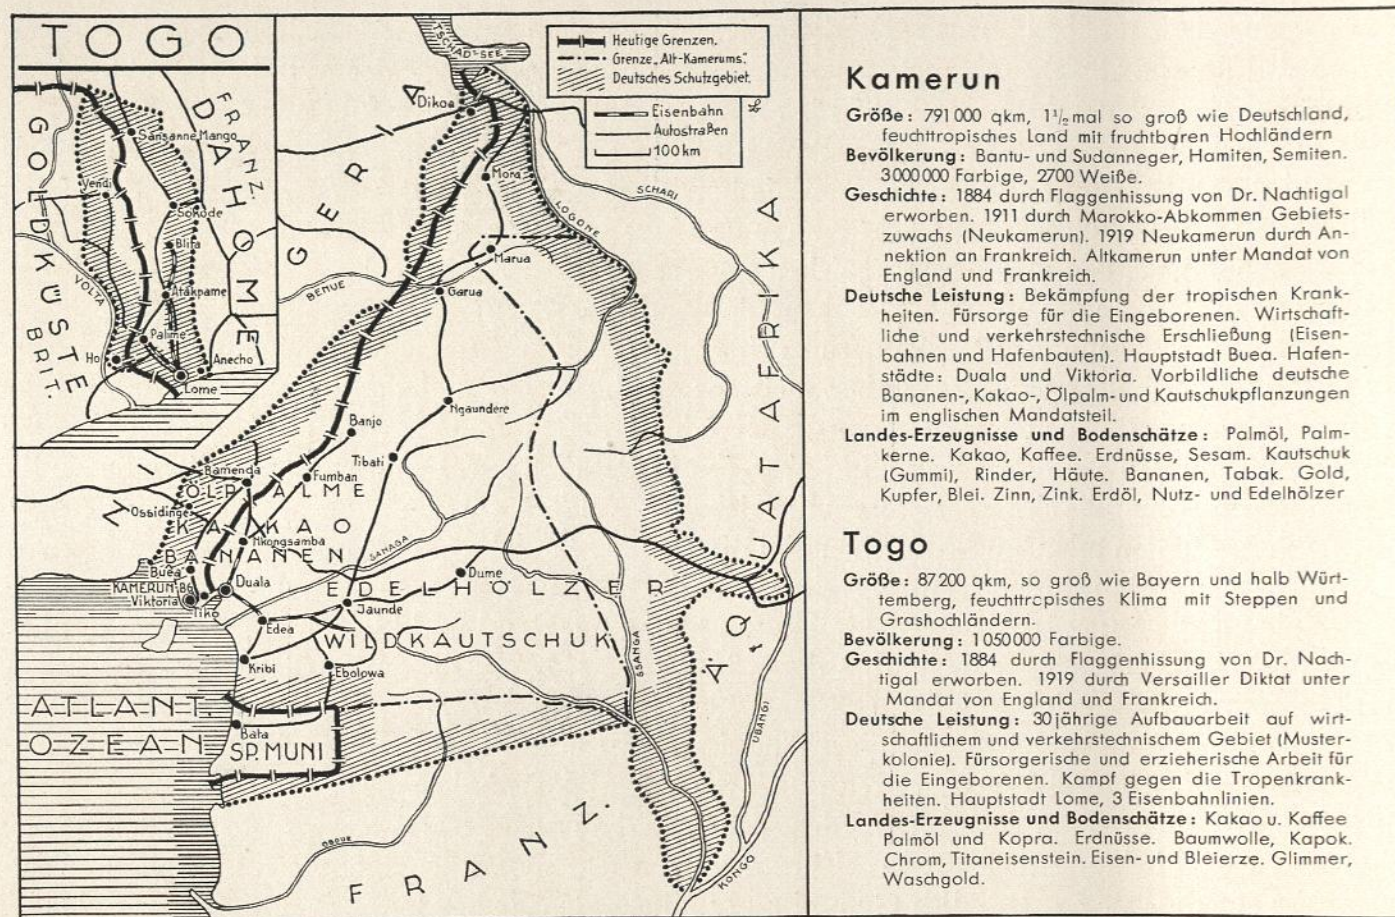 TOGO
FRANZ.
DAHOME
GOLDKÜSTE
BRIT.
VOLTA
Sansanne Mango
Yendi
Sokode
Blita
Atakpame
Palime
Ho
Anecho
Lome
TSCHAD-SEE
Heutige Grenzen.
Grenze „Alt-Kameruns".
Deutsches Schutzgebiet.
Eisenbahn
Autostraßen
100 km
NIGERIA
Dikoa
Mora
SCHARI
LOGONE
Marua
BENUE
Garua
Ngaundere
Banjo
Tibati
Bamenda
Fumban
ÖLPALME
Ossidinge
KAKAO
Nkongsamba
BANANEN
SANAGA
Buea
KAMERUN-BG
Viktoria
Tiko
Duala
Dume
EDELHÖLZER
Jaunde
Edea
WILDKAUTSCHUK
Kribi
Ebolowa
SSANGA
ATLANT.
OZEAN
Bata
SP. MUNI
OGOUE
UBANGI
KONGO
FRANZ.
ÄQUATAFRIKA
Kamerun
Größe: 791 000 qkm, 1½ mal so groß wie Deutschland,
feuchttropisches Land mit fruchtbaren Hochländern
Bevölkerung: Bantu- und Sudanneger, Hamiten, Semiten.
3000000 Farbige, 2700 Weiße.
Geschichte: 1884 durch Flaggenhissung von Dr. Nachtigal
erworben. 1911 durch Marokko-Abkommen Gebiets-
zuwachs (Neukamerun). 1919 Neukamerun durch An-
nektion an Frankreich. Altkamerun unter Mandat von
England und Frankreich.
Deutsche Leistung: Bekämpfung der tropischen Krank-
heiten. Fürsorge für die Eingeborenen. Wirtschaft-
liche und verkehrstechnische Erschließung (Eisen-
bahnen und Hafenbauten). Hauptstadt Buea. Hafen-
städte: Duala und Viktoria. Vorbildliche deutsche
Bananen-, Kakao-, Ölpalm- und Kautschukpflanzungen
im englischen Mandatsteil.
Landes-Erzeugnisse und Bodenschätze: Palmöl, Palm-
kerne. Kakao, Kaffee. Erdnüsse, Sesam. Kautschuk
(Gummi), Rinder, Häute. Bananen, Tabak. Gold,
Kupfer, Blei. Zinn, Zink. Erdöl, Nutz- und Edelhölzer
Togo
Größe: 87 200 qkm, so groß wie Bayern und halb Würt-
temberg, feuchttropisches Klima mit Steppen und
Grashochländern.
Bevölkerung: 1 050 000 Farbige.
Geschichte: 1884 durch Flaggenhissung von Dr. Nach-
tigal erworben. 1919 durch Versailler Diktat unter
Mandat von England und Frankreich.
Deutsche Leistung: 30jährige Aufbauarbeit auf wirt-
schaftlichem und verkehrstechnischem Gebiet (Muster-
kolonie). Fürsorgerische und erzieherische Arbeit für
die Eingeborenen. Kampf gegen die Tropenkrank-
heiten. Hauptstadt Lome, 3 Eisenbahnlinien.
Landes-Erzeugnisse und Bodenschätze: Kakao u. Kaffee
Palmöl und Kopra. Erdnüsse. Baumwolle, Kapok.
Chrom, Titaneisenstein. Eisen- und Bleierze. Glimmer,
Waschgold.